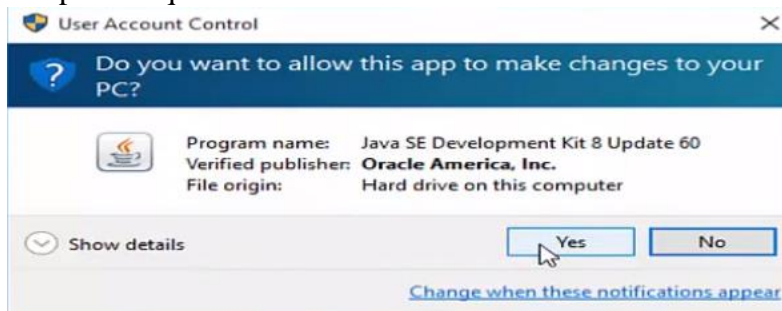 User Account Control
Do you want to allow this app to make changes to your
PC?
Program name: Java SE Development Kit 8 Update 60
Verified publisher: Oracle America, Inc.
File origin: Hard drive on this computer
Show details Yes No
Change when these notifications appear